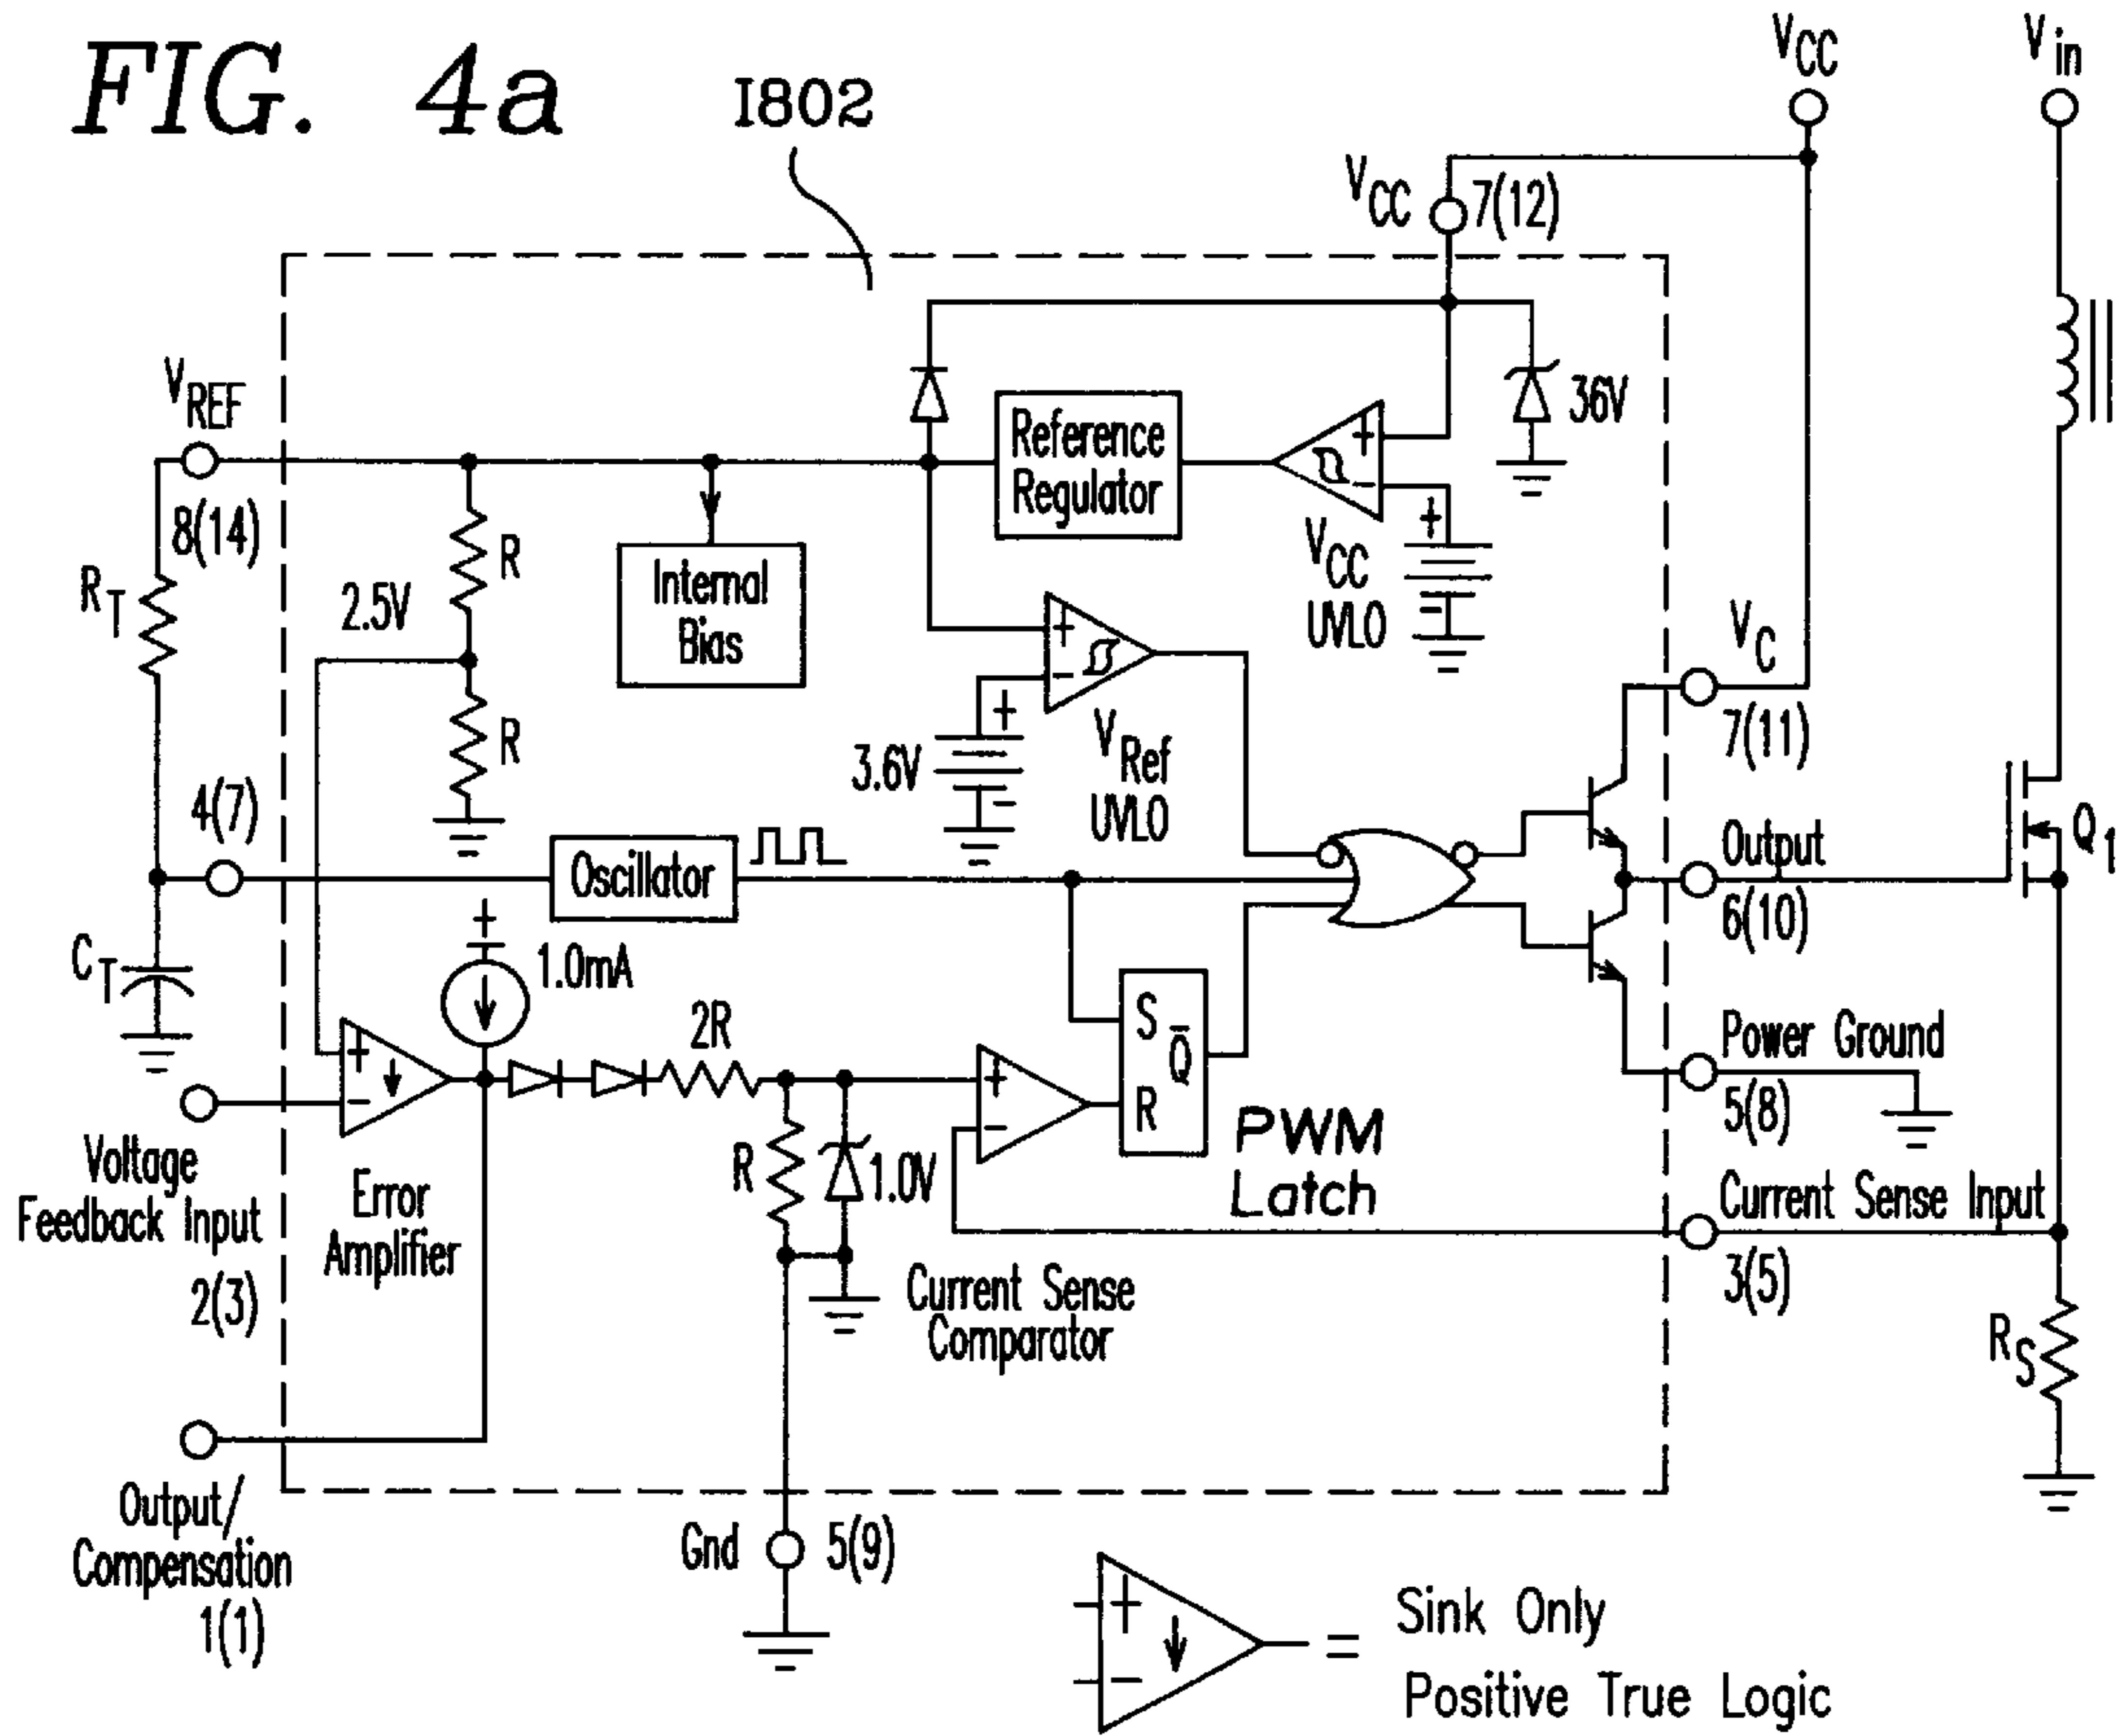 FIG. 4a
I802
VCC
Vin
VCC
7(12)
VREF
8(14)
RT
2.5V
R
R
Internal
Bias
Reference
Regulator
+
-
VCC
UVLO
+
-
36V
+
-
3.6V
+
-
VRef
UVLO
VC
7(11)
4(7)
Oscillator
Output
6(10)
Q1
CT
+
1.0mA
2R
+
-
S
Q̅
R
+
-
PWM
Latch
Power Ground
5(8)
Voltage
Feedback Input
2(3)
Error
Amplifier
R
1.0V
Current Sense
Comparator
Current Sense Input
3(5)
RS
Output/
Compensation
1(1)
Gnd
5(9)
+
-
= Sink Only
Positive True Logic